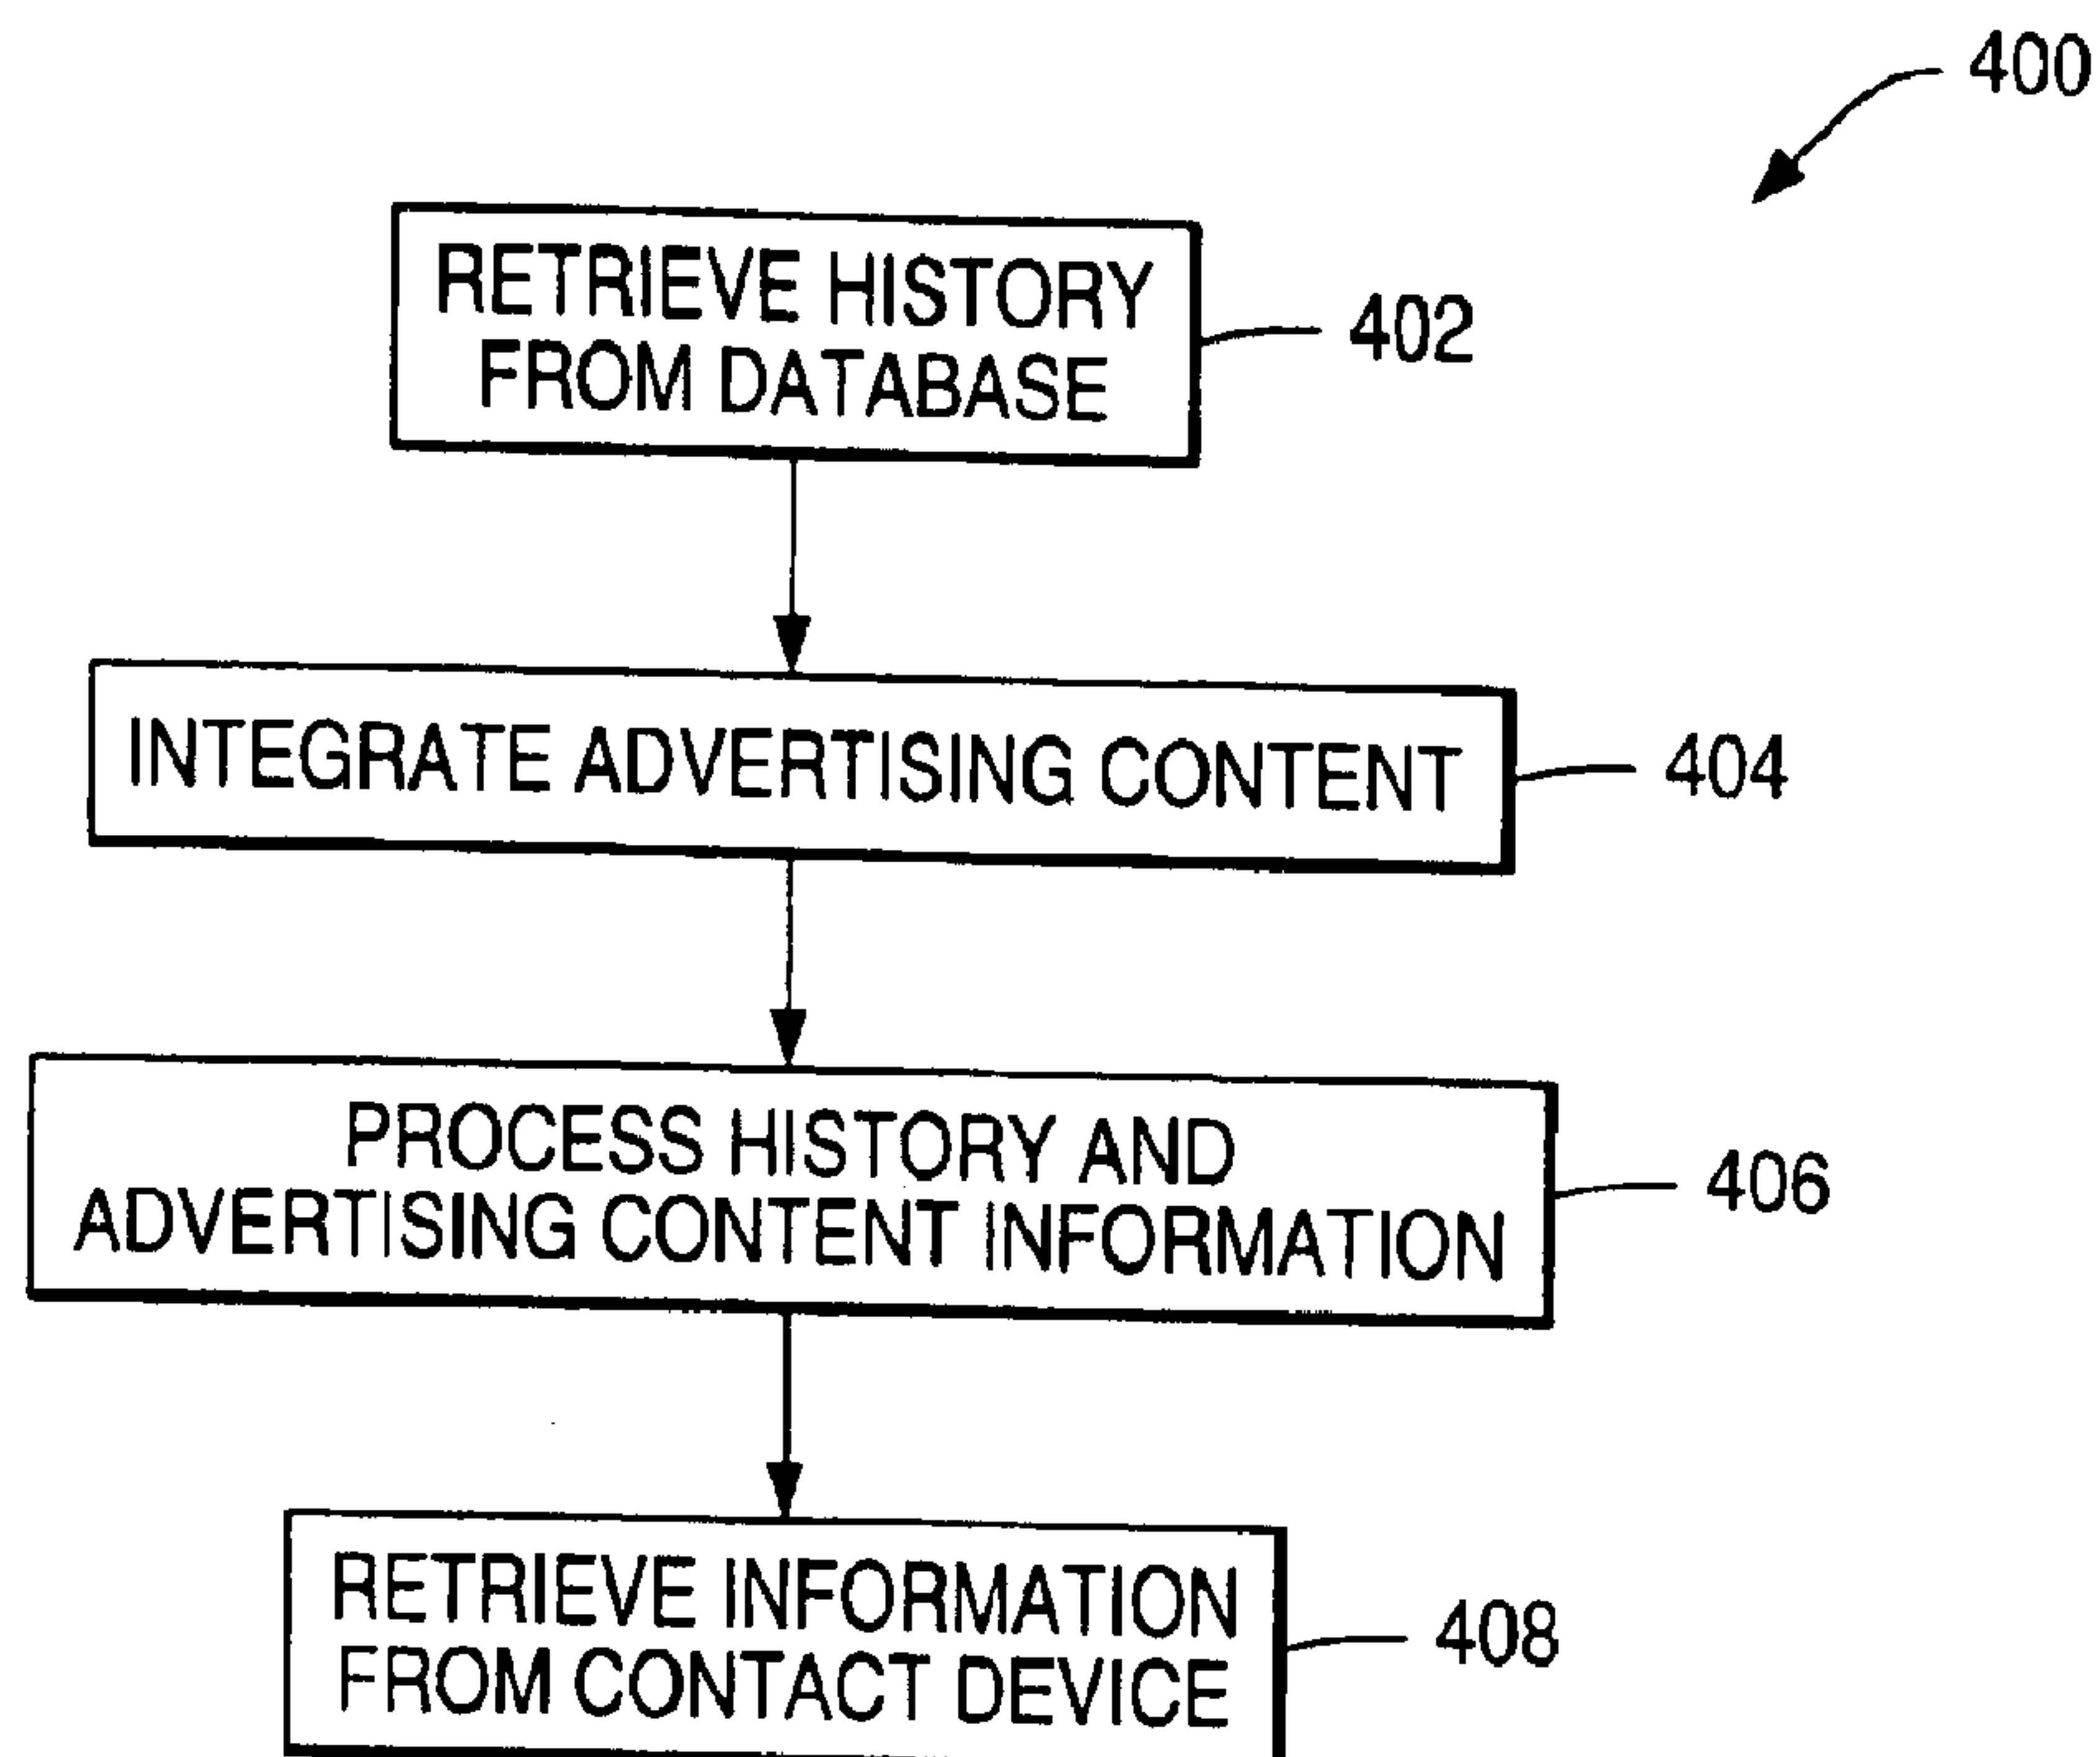 400
RETRIEVE HISTORY
FROM DATABASE
402
INTEGRATE ADVERTISING CONTENT
404
PROCESS HISTORY AND
ADVERTISING CONTENT INFORMATION
406
RETRIEVE INFORMATION
FROM CONTACT DEVICE
408